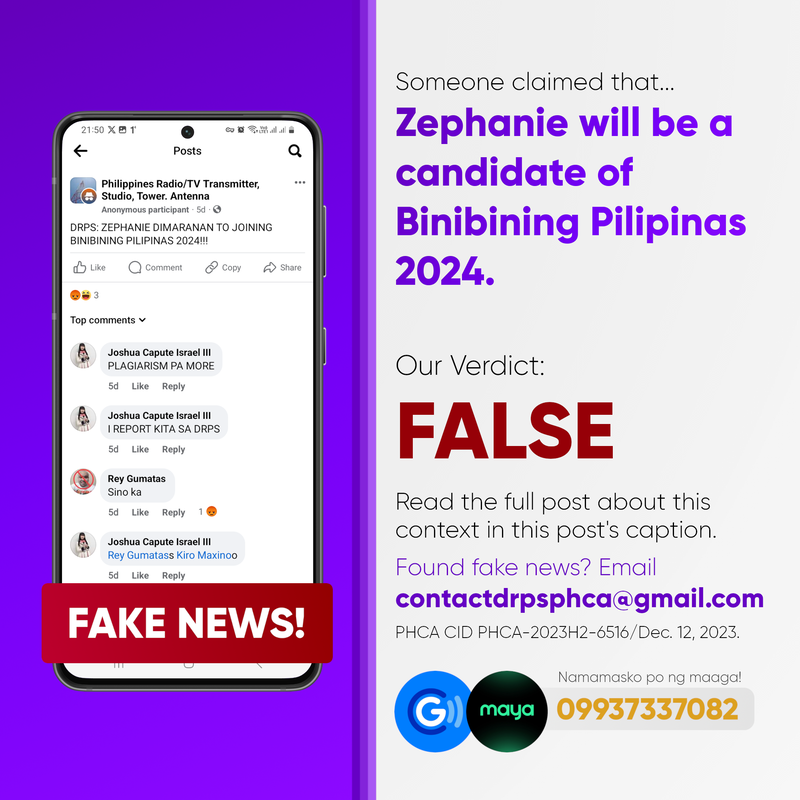 21:50
Posts
Philippines Radio/TV Transmitter,
Studio, Tower. Antenna
Anonymous participant · 5d ·
DRPS: ZEPHANIE DIMARANAN TO JOINING
BINIBINING PILIPINAS 2024!!!
Like Comment Copy Share
3
Top comments
Joshua Capute Israel III
PLAGIARISM PA MORE
5d Like Reply
Joshua Capute Israel III
I REPORT KITA SA DRPS
5d Like Reply
Rey Gumatas
Sino ka
5d Like Reply 1
Joshua Capute Israel III
Rey Gumatass Kiro Maxinoo
5d Like Reply
FAKE NEWS!
Someone claimed that...
Zephanie will be a
candidate of
Binibining Pilipinas
2024.
Our Verdict:
FALSE
Read the full post about this
context in this post's caption.
Found fake news? Email
contactdrpsphca@gmail.com
PHCA CID PHCA-2023H2-6516/Dec. 12, 2023.
Namamasko po ng maaga!
G maya 09937337082